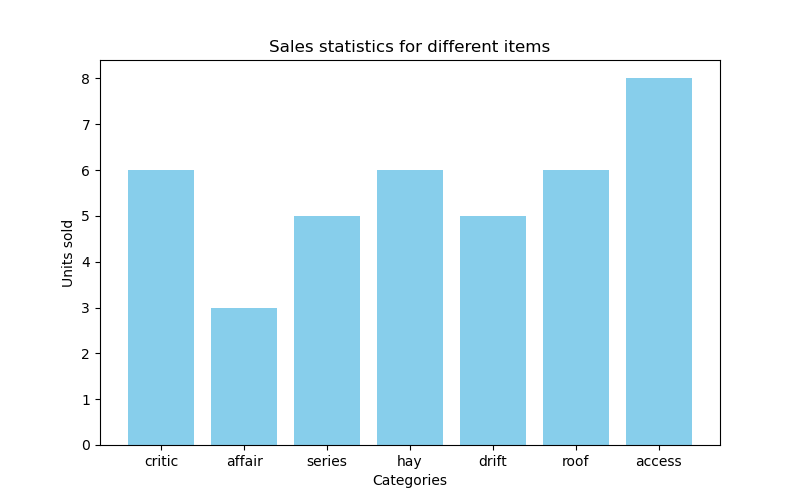 Sales statistics for different items
Units sold
8
7
6
5
4
3
2
1
0
critic affair series hay drift roof access
Categories